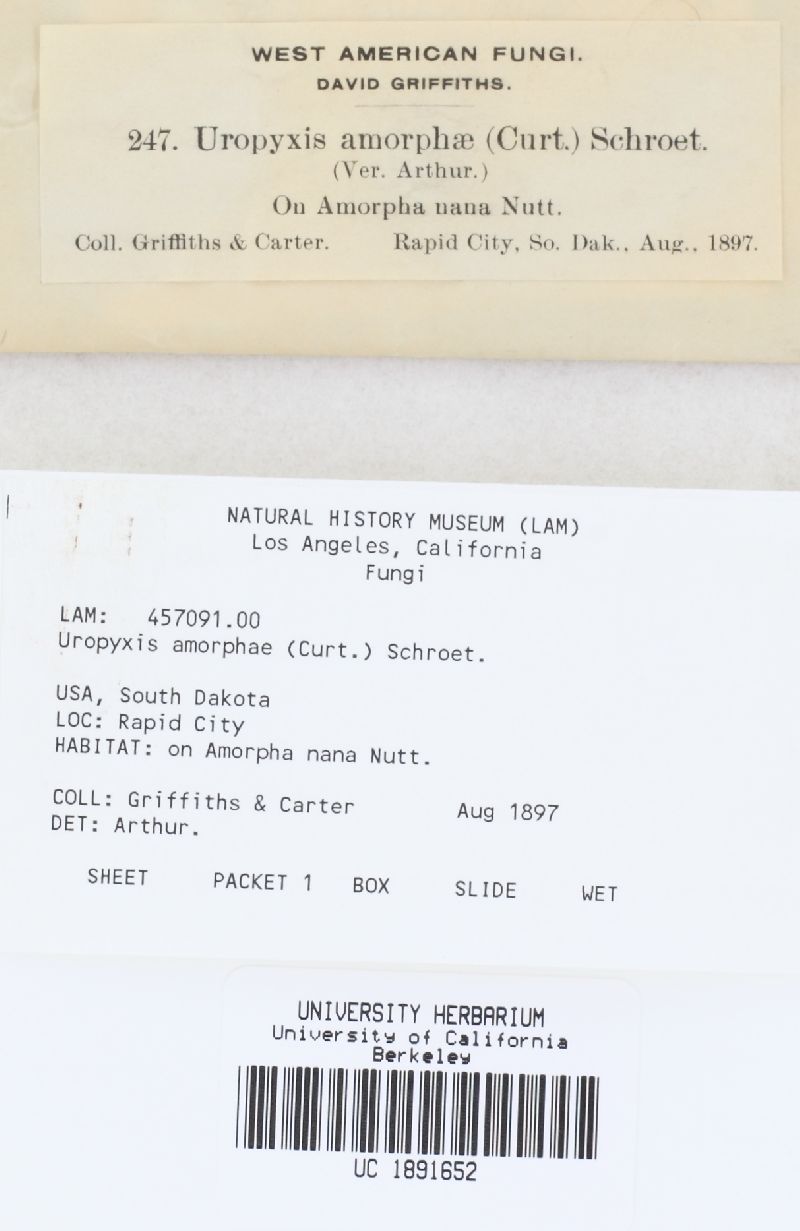 WEST AMERICAN FUNGI.
DAVID GRIFFITHS.
247. Uropyxis amorphæ (Curt.) Schroet.
(Ver. Arthur.)
On Amorpha nana Nutt.
Coll. Griffiths & Carter. Rapid City, So. Dak., Aug., 1897.
NATURAL HISTORY MUSEUM (LAM)
Los Angeles, California
Fungi
LAM: 457091.00
Uropyxis amorphae (Curt.) Schroet.
USA, South Dakota
LOC: Rapid City
HABITAT: on Amorpha nana Nutt.
COLL: Griffiths & Carter Aug 1897
DET: Arthur.
SHEET PACKET 1 BOX SLIDE WET
UNIVERSITY HERBARIUM
University of California
Berkeley
UC 1891652